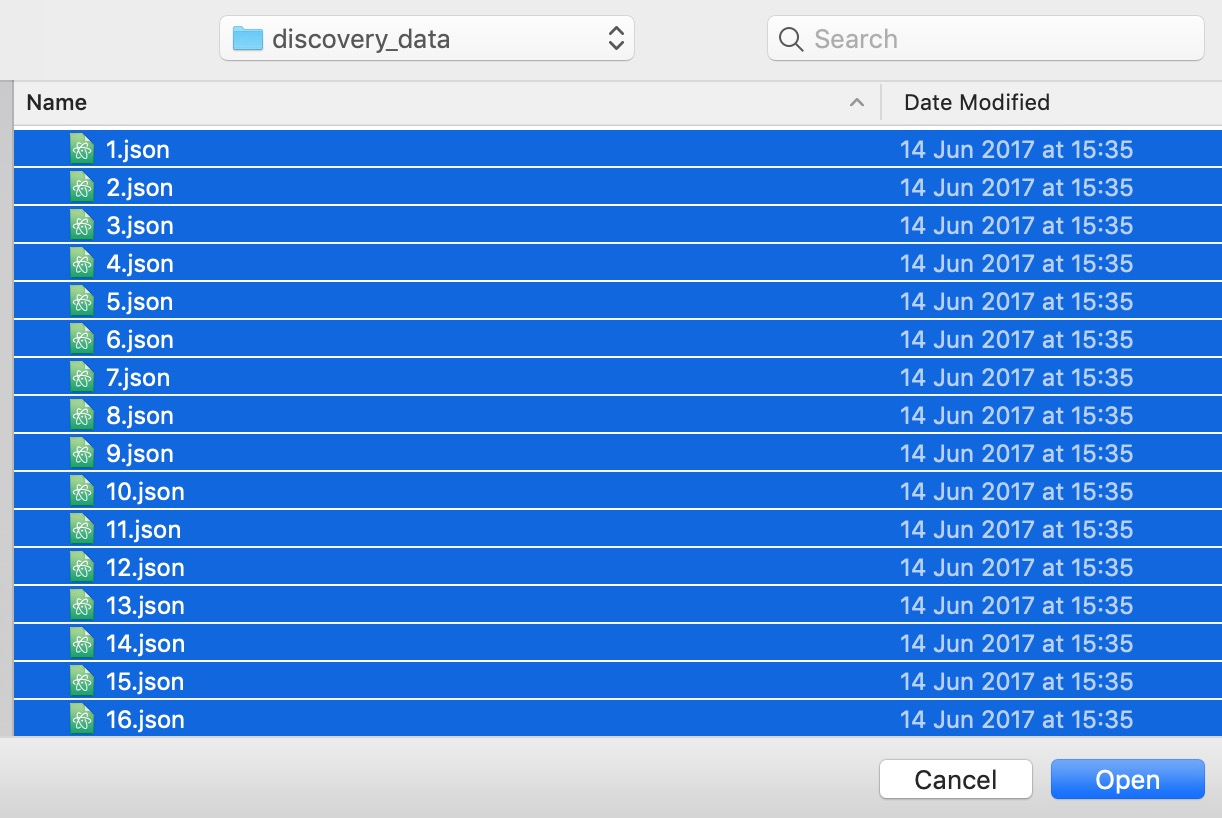 discovery_data Search
Name Date Modified
1.json 14 Jun 2017 at 15:35
2.json 14 Jun 2017 at 15:35
3.json 14 Jun 2017 at 15:35
4.json 14 Jun 2017 at 15:35
5.json 14 Jun 2017 at 15:35
6.json 14 Jun 2017 at 15:35
7.json 14 Jun 2017 at 15:35
8.json 14 Jun 2017 at 15:35
9.json 14 Jun 2017 at 15:35
10.json 14 Jun 2017 at 15:35
11.json 14 Jun 2017 at 15:35
12.json 14 Jun 2017 at 15:35
13.json 14 Jun 2017 at 15:35
14.json 14 Jun 2017 at 15:35
15.json 14 Jun 2017 at 15:35
16.json 14 Jun 2017 at 15:35
Cancel Open